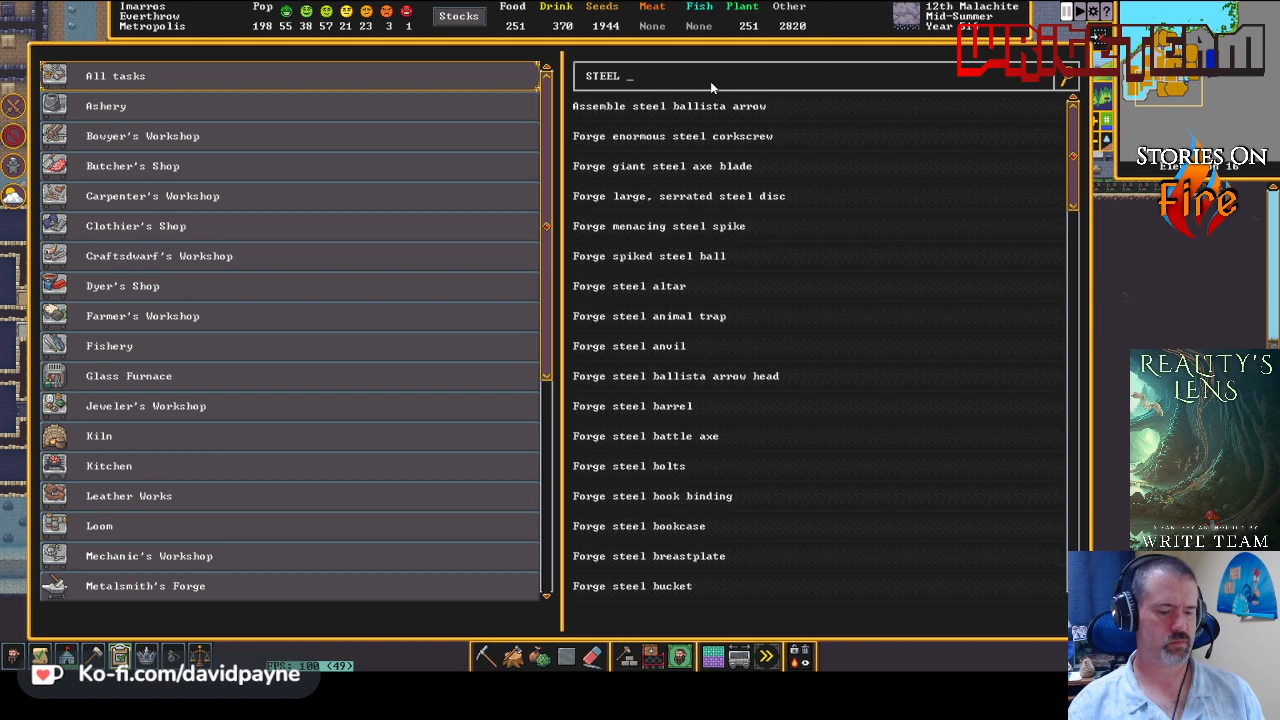 Imarros
Everthrow
Metropolis
Pop
198 55 38 57 21 23 3 1
Stocks
Food Drink Seeds Meat Fish Plant Other
251 370 1944 None None 251 2820
12th Malachite
Mid-Summer
Year
WRITE TEAM
STORIES ON
Fire
All tasks
Ashery
Bowyer's Workshop
Butcher's Shop
Carpenter's Workshop
Clothier's Shop
Craftsdwarf's Workshop
Dyer's Shop
Farmer's Workshop
Fishery
Glass Furnace
Jeweler's Workshop
Kiln
Kitchen
Leather Works
Loom
Mechanic's Workshop
Metalsmith's Forge
STEEL _
Assemble steel ballista arrow
Forge enormous steel corkscrew
Forge giant steel axe blade
Forge large, serrated steel disc
Forge menacing steel spike
Forge spiked steel ball
Forge steel altar
Forge steel animal trap
Forge steel anvil
Forge steel ballista arrow head
Forge steel barrel
Forge steel battle axe
Forge steel bolts
Forge steel book binding
Forge steel bookcase
Forge steel breastplate
Forge steel bucket
REALITY'S
LENS
WRITE TEAM
FPS: 100 (49)
Ko-fi.com/davidpayne